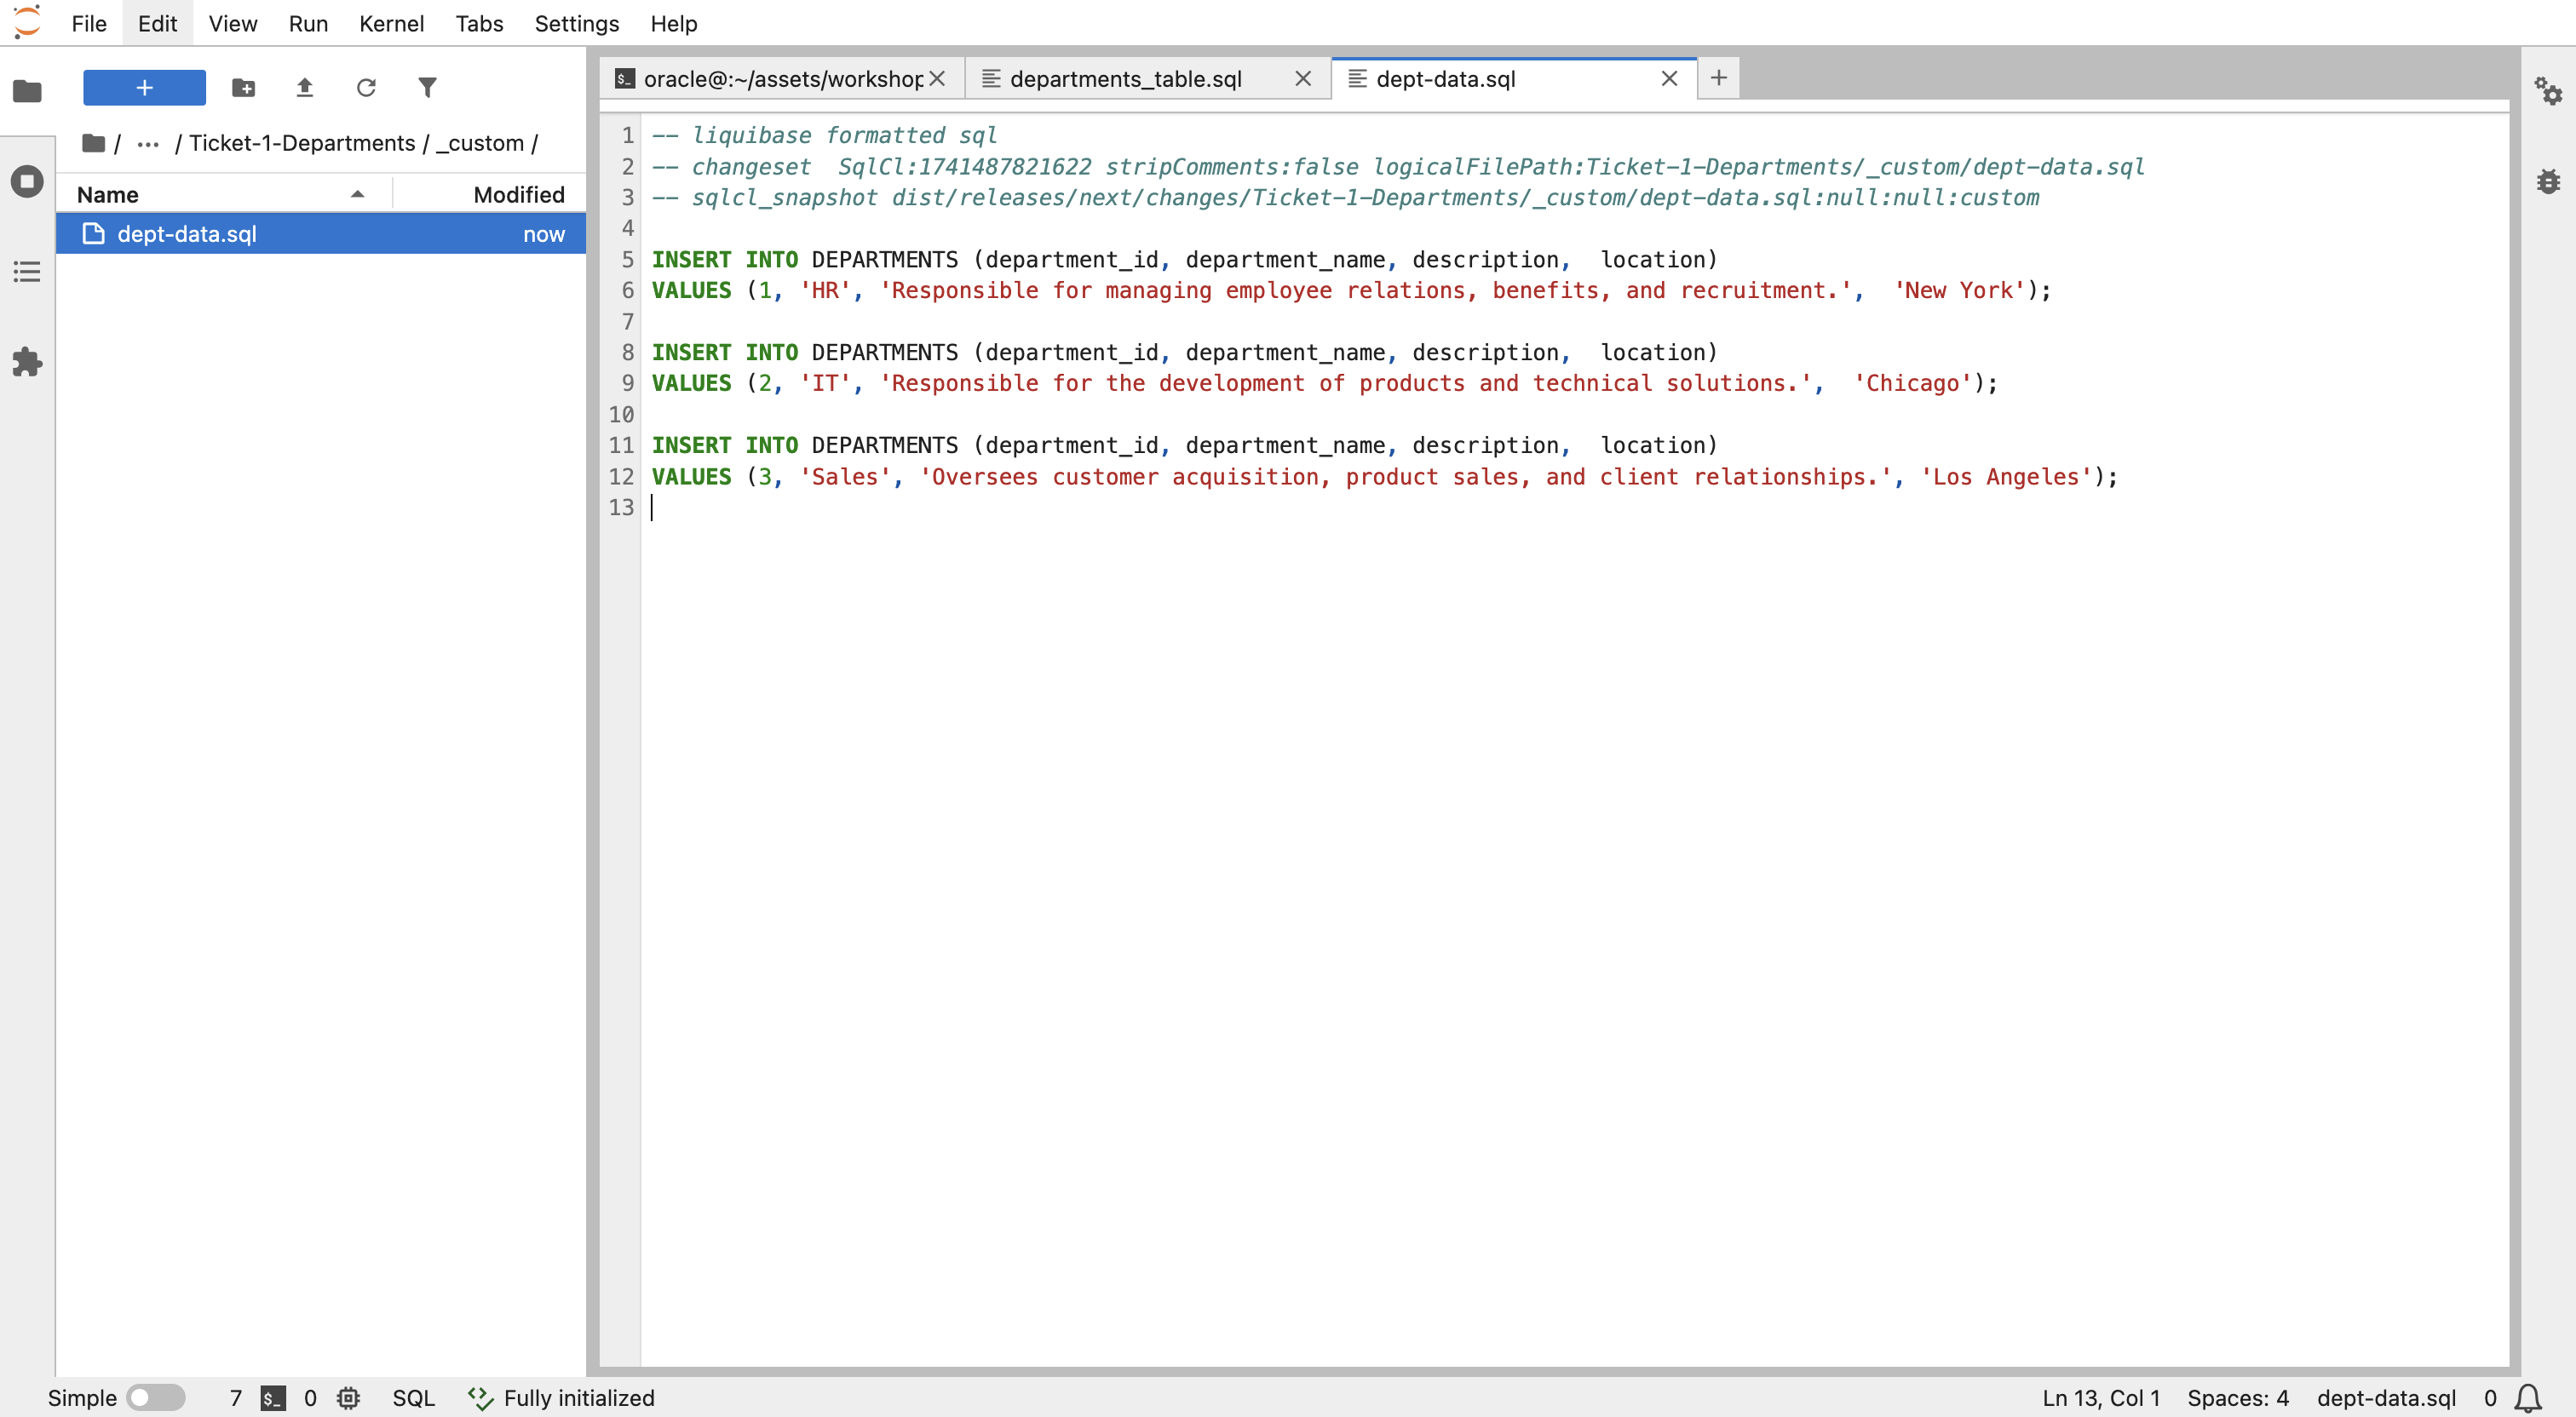 File Edit View Run Kernel Tabs Settings Help
+
/ ··· / Ticket-1-Departments / _custom /
Name Modified
dept-data.sql now
$_ oracle@:~/assets/workshop departments_table.sql dept-data.sql +
1 -- liquibase formatted sql
2 -- changeset  SqlCl:1741487821622 stripComments:false logicalFilePath:Ticket-1-Departments/_custom/dept-data.sql
3 -- sqlcl_snapshot dist/releases/next/changes/Ticket-1-Departments/_custom/dept-data.sql:null:null:custom
4
5 INSERT INTO DEPARTMENTS (department_id, department_name, description,  location)
6 VALUES (1, 'HR', 'Responsible for managing employee relations, benefits, and recruitment.',  'New York');
7
8 INSERT INTO DEPARTMENTS (department_id, department_name, description,  location)
9 VALUES (2, 'IT', 'Responsible for the development of products and technical solutions.',  'Chicago');
10
11 INSERT INTO DEPARTMENTS (department_id, department_name, description,  location)
12 VALUES (3, 'Sales', 'Oversees customer acquisition, product sales, and client relationships.', 'Los Angeles');
13
Simple 7 $_ 0 SQL Fully initialized Ln 13, Col 1 Spaces: 4 dept-data.sql 0